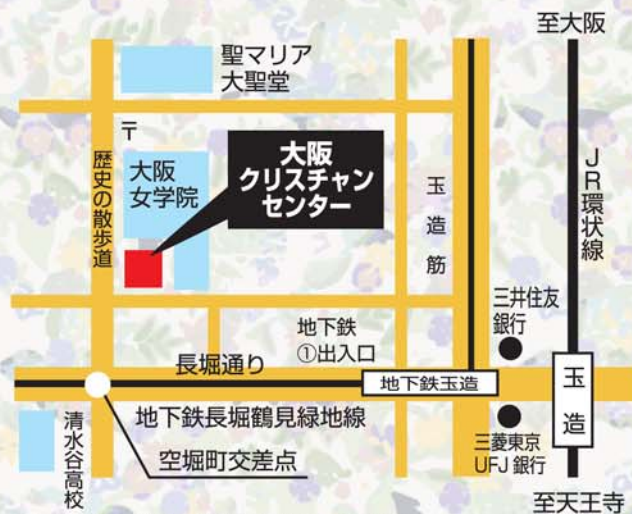 至大阪
聖マリア
大聖堂
〒
大阪
女学院
大阪
クリスチャン
センター
歴史の散歩道
玉造筋
JR環状線
三井住友
銀行
地下鉄
①出入口
長堀通り
地下鉄玉造
玉造
地下鉄長堀鶴見緑地線
清水谷高校
空堀町交差点
三菱東京
UFJ銀行
至天王寺